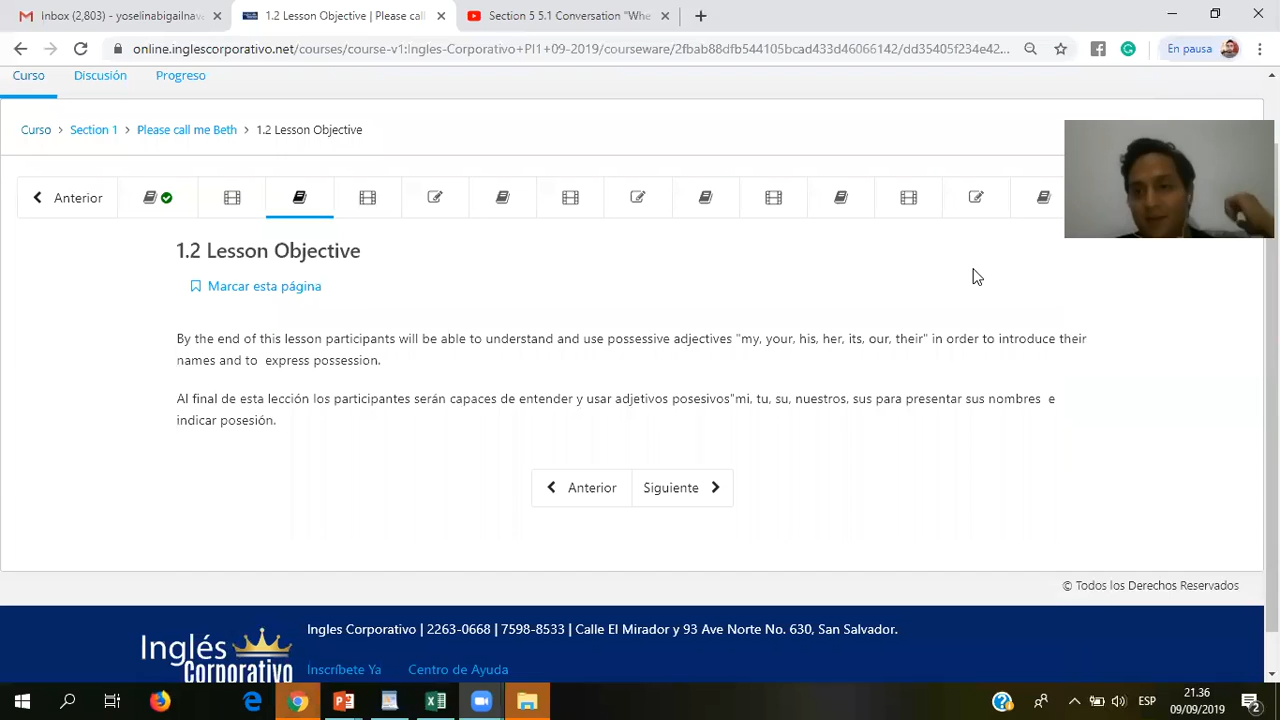 Inbox (2,803) - yoselinabigailnav
1.2 Lesson Objective | Please call
Section 5 5.1 Conversation "Whe
online.inglescorporativo.net/courses/course-v1:Ingles-Corporativo+PI1+09-2019/courseware/2fbab88dfb544105bcad433d46066142/dd35405f234e42...
En pausa
Curso
Discusión
Progreso
Curso > Section 1 > Please call me Beth > 1.2 Lesson Objective
Anterior
1.2 Lesson Objective
Marcar esta página
By the end of this lesson participants will be able to understand and use possessive adjectives "my, your, his, her, its, our, their" in order to introduce their
names and to express possession.
Al final de esta lección los participantes serán capaces de entender y usar adjetivos posesivos"mi, tu, su, nuestros, sus para presentar sus nombres e
indicar posesión.
Anterior
Siguiente
© Todos los Derechos Reservados
Inglés
Corporativo
Ingles Corporativo | 2263-0668 | 7598-8533 | Calle El Mirador y 93 Ave Norte No. 630, San Salvador.
Inscríbete Ya
Centro de Ayuda
ESP
21.36
09/09/2019
2